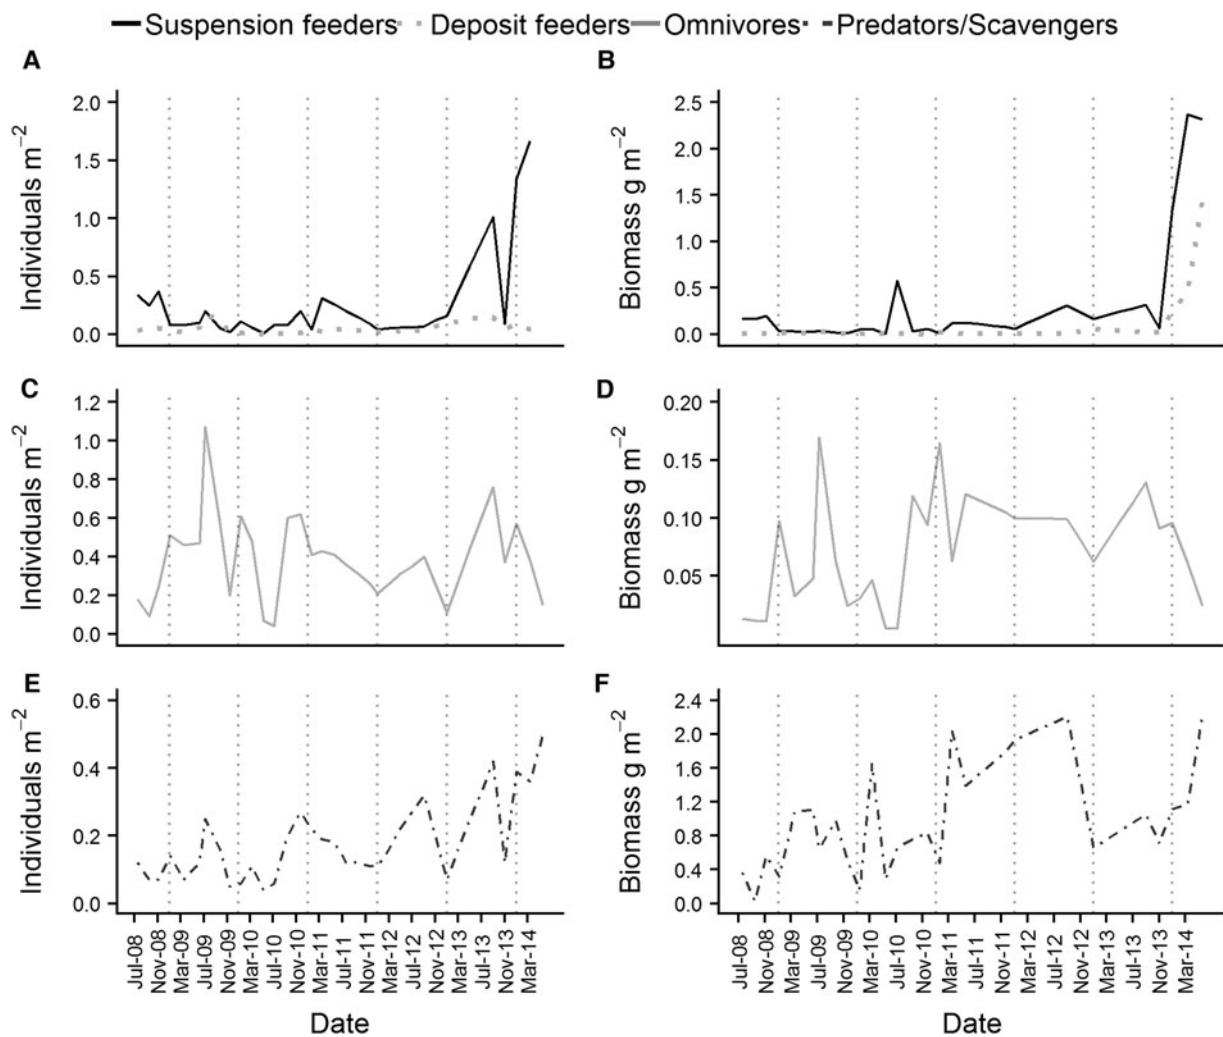 Suspension feeders Deposit feeders Omnivores Predators/Scavengers
A
B
Individuals m−2
2.0
1.5
1.0
0.5
0.0
Biomass g m−2
2.5
2.0
1.5
1.0
0.5
0.0
C
D
Individuals m−2
1.2
1.0
0.8
0.6
0.4
0.2
0.0
Biomass g m−2
0.20
0.15
0.10
0.05
E
F
Individuals m−2
0.6
0.4
0.2
0.0
Biomass g m−2
2.4
2.0
1.6
1.2
0.8
0.4
0.0
Jul-08
Nov-08
Mar-09
Jul-09
Nov-09
Mar-10
Jul-10
Nov-10
Mar-11
Jul-11
Nov-11
Mar-12
Jul-12
Nov-12
Mar-13
Jul-13
Nov-13
Mar-14
Jul-08
Nov-08
Mar-09
Jul-09
Nov-09
Mar-10
Jul-10
Nov-10
Mar-11
Jul-11
Nov-11
Mar-12
Jul-12
Nov-12
Mar-13
Jul-13
Nov-13
Mar-14
Date
Date